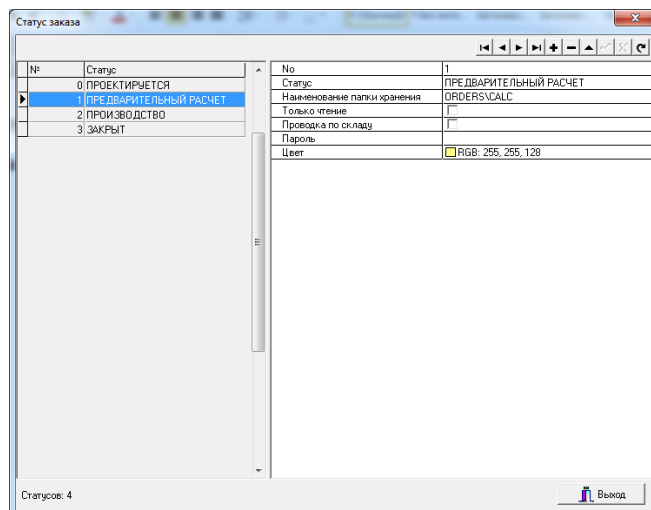 Статус заказа
№ Статус
0 ПРОЕКТИРУЕТСЯ
1 ПРЕДВАРИТЕЛЬНЫЙ РАСЧЕТ
2 ПРОИЗВОДСТВО
3 ЗАКРЫТ
No 1
Статус ПРЕДВАРИТЕЛЬНЫЙ РАСЧЕТ
Наименование папки хранения ORDERS\CALC
Только чтение
Проводка по складу
Пароль
Цвет RGB: 255, 255, 128
Статусов: 4
Выход